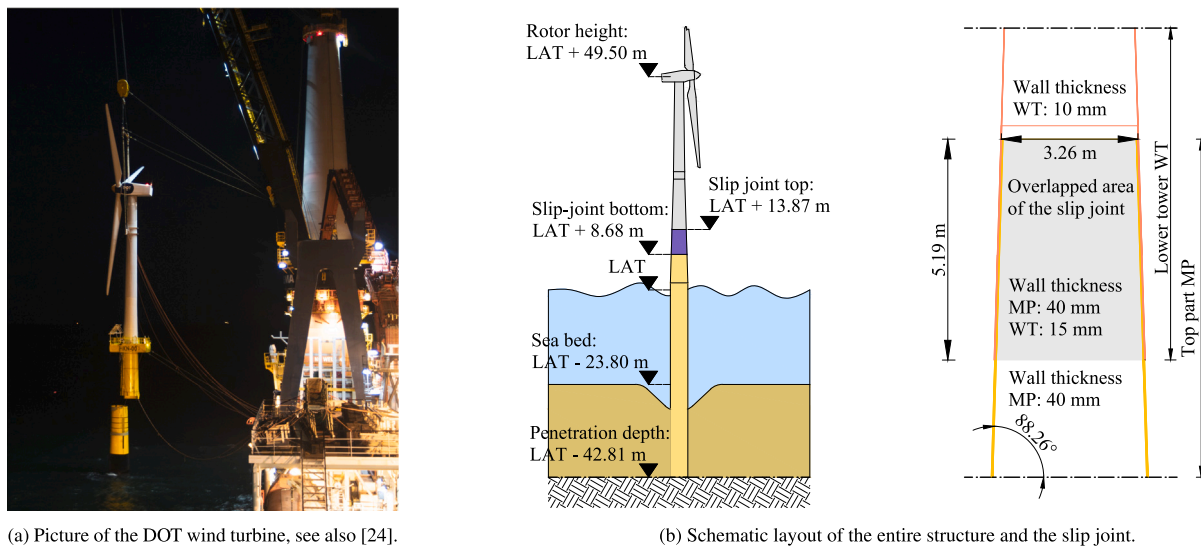 Rotor height:
LAT + 49.50 m
Slip joint top:
LAT + 13.87 m
Slip-joint bottom:
LAT + 8.68 m
LAT
Sea bed:
LAT - 23.80 m
Penetration depth:
LAT - 42.81 m
Wall thickness
WT: 10 mm
3.26 m
Overlapped area
of the slip joint
5.19 m
Wall thickness
MP: 40 mm
WT: 15 mm
Wall thickness
MP: 40 mm
88.26°
Lower tower WT
Top part MP
(a) Picture of the DOT wind turbine, see also [24].
(b) Schematic layout of the entire structure and the slip joint.